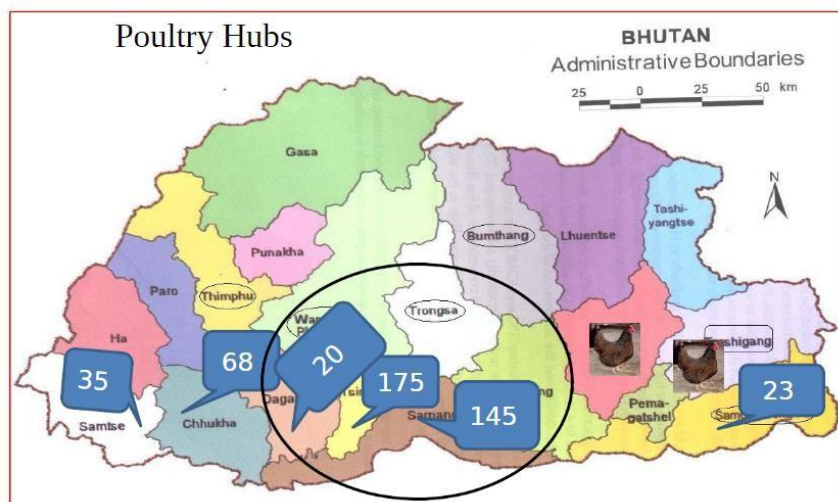 Poultry Hubs
BHUTAN
Administrative Boundaries
25 0 25 50 km
N
Gasa
Punakha
Bumthang
Lhuentse
Tashi-
yangtse
Paro
Thimphu
Trongsa
Ha
68
20
35
175
145
23
Samtse
Chhukha
Pema-
gatshel